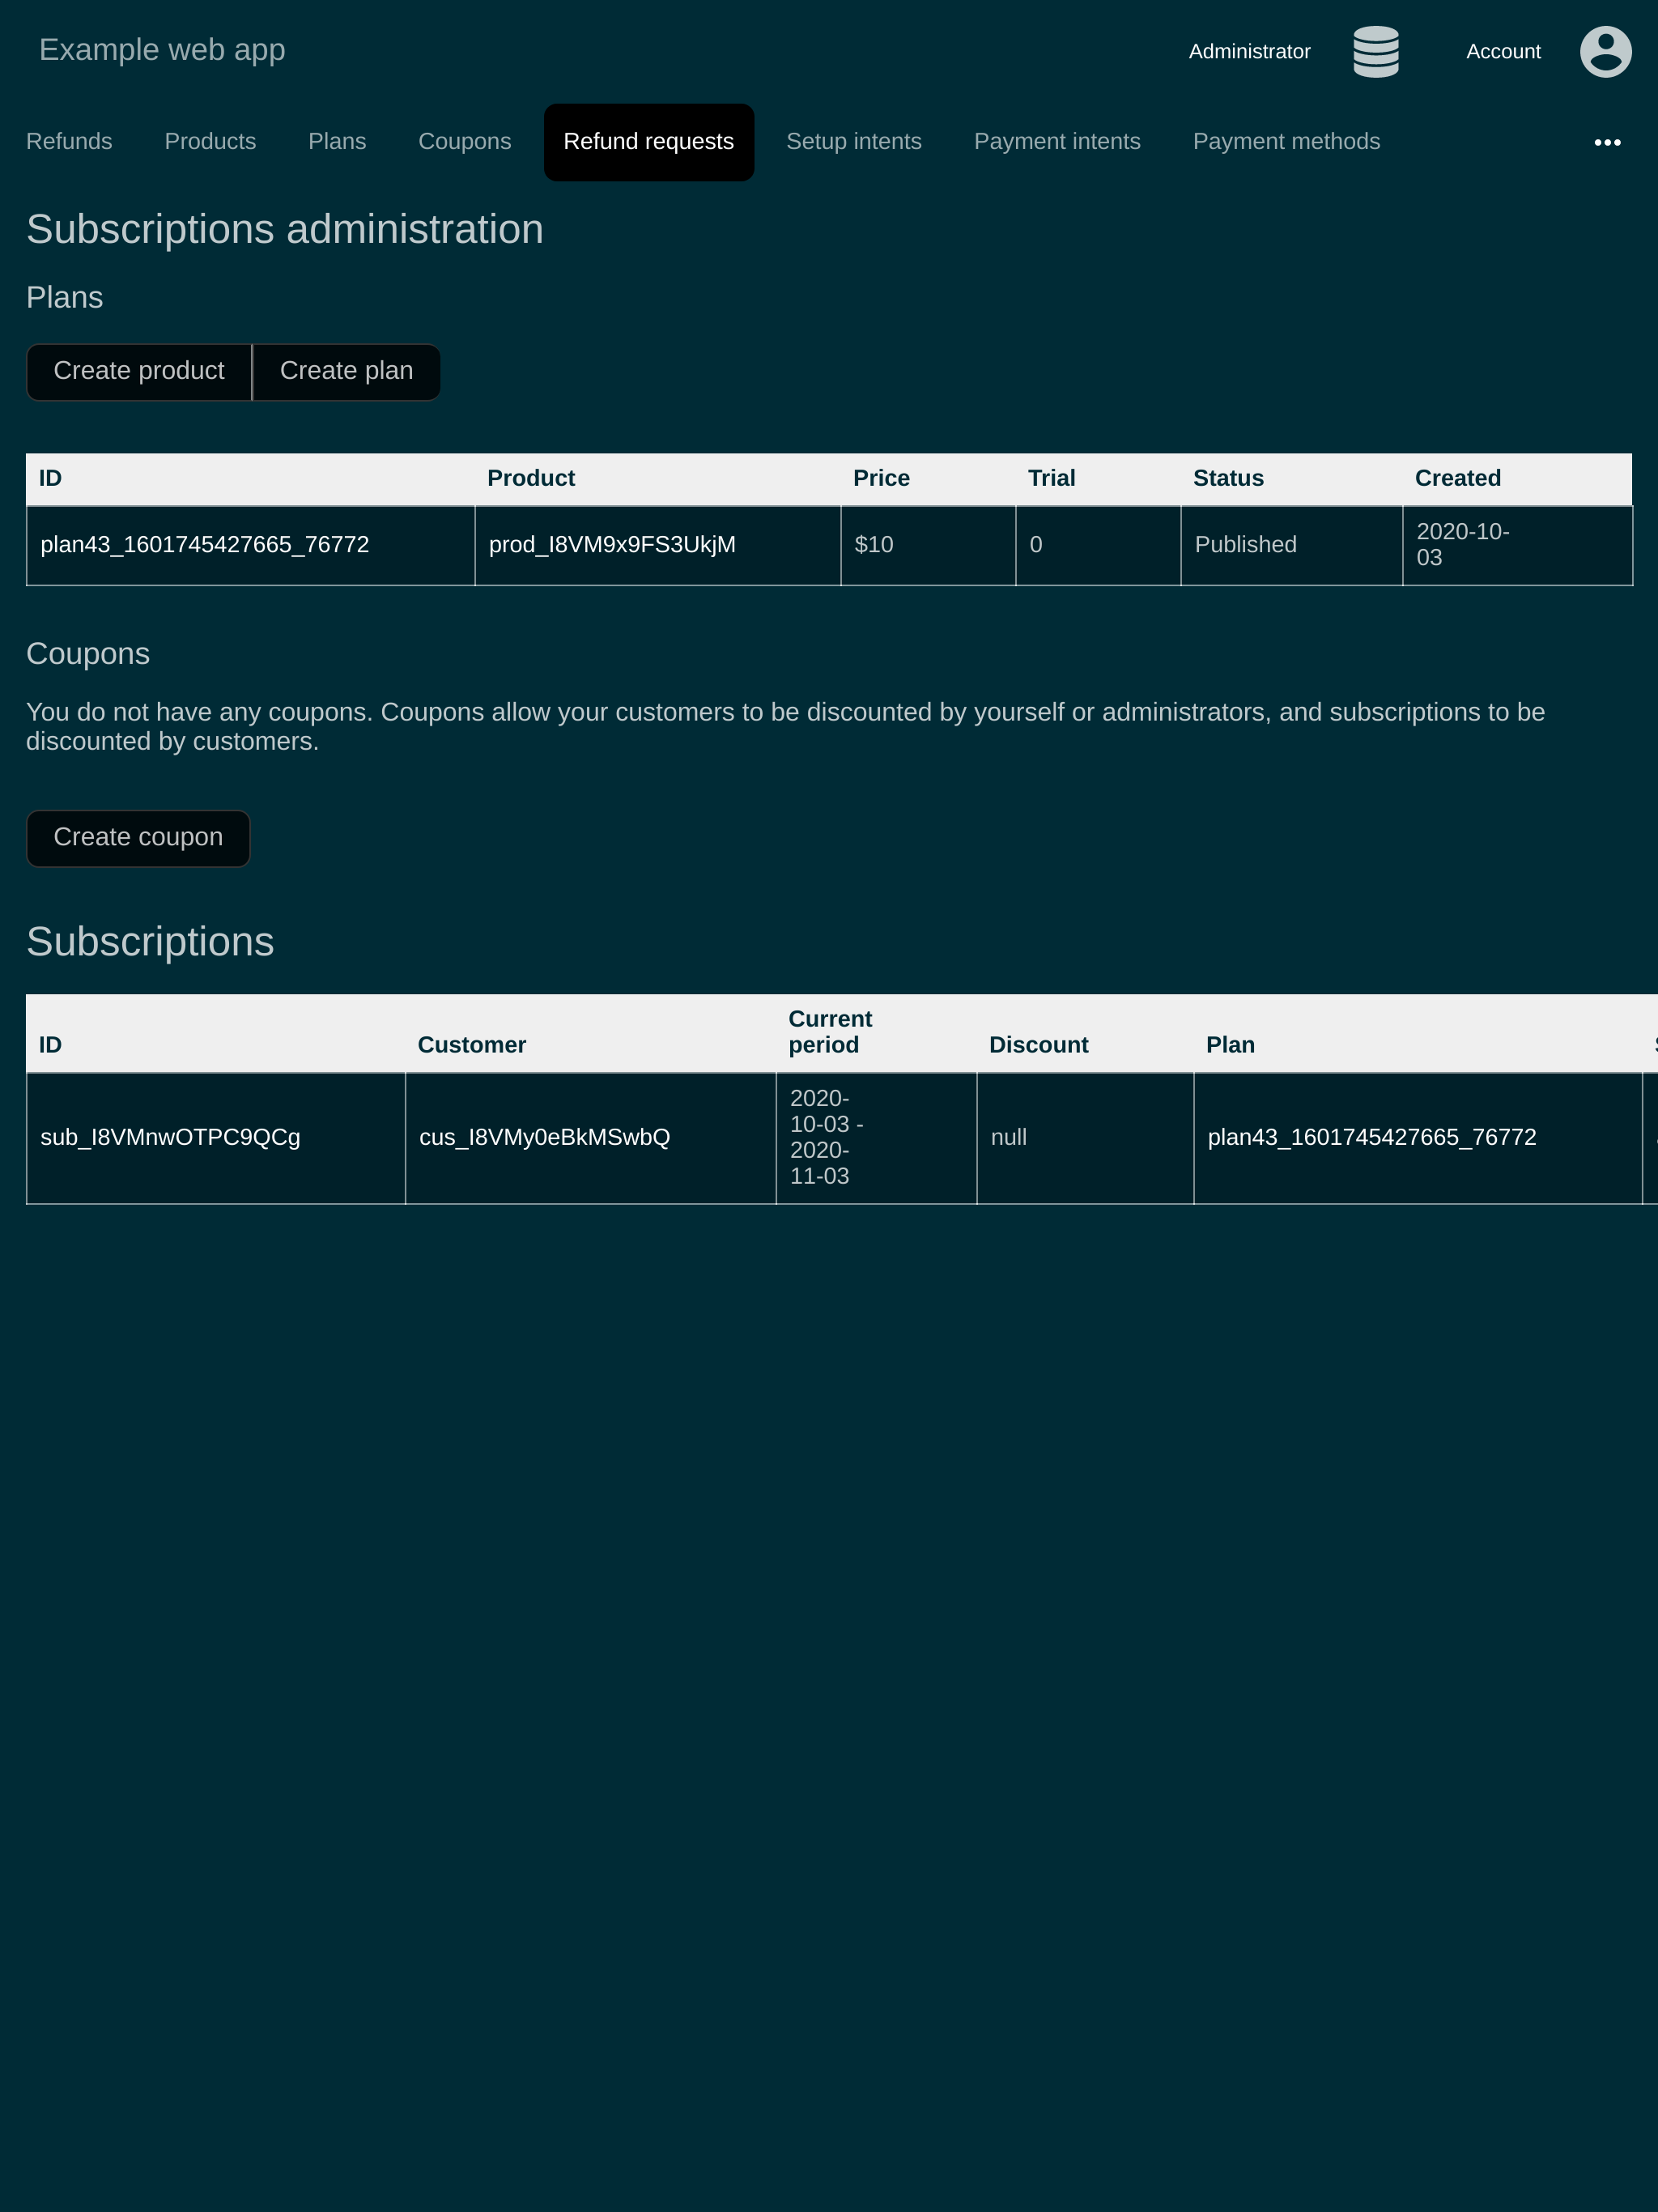 Example web app
Administrator
Account
Refunds Products Plans Coupons Refund requests Setup intents Payment intents Payment methods
Subscriptions administration
Plans
Create product Create plan
ID Product Price Trial Status Created
plan43_1601745427665_76772 prod_I8VM9x9FS3UkjM $10 0 Published 2020-10-
03
Coupons
You do not have any coupons. Coupons allow your customers to be discounted by yourself or administrators, and subscriptions to be
discounted by customers.
Create coupon
Subscriptions
ID Customer Current period Discount Plan
sub_I8VMnwOTPC9QCg cus_I8VMy0eBkMSwbQ 2020-
10-03 -
2020-
11-03
null plan43_1601745427665_76772